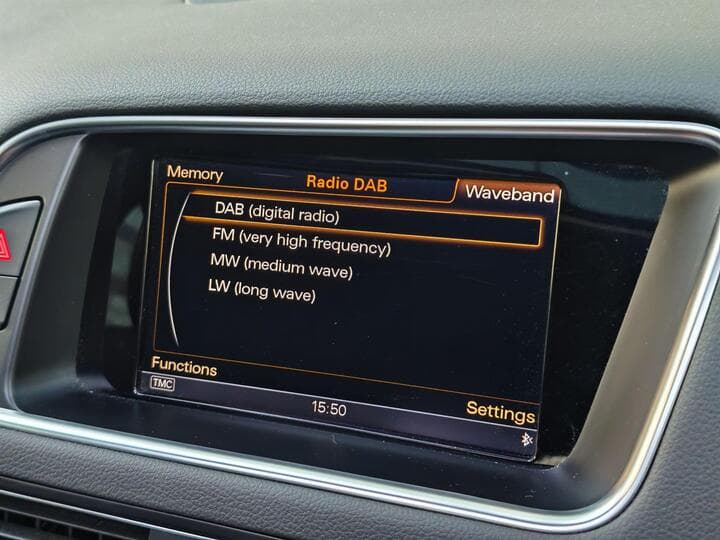 Memory
Radio DAB
Waveband
DAB (digital radio)
FM (very high frequency)
MW (medium wave)
LW (long wave)
Functions
TMC
15:50
Settings